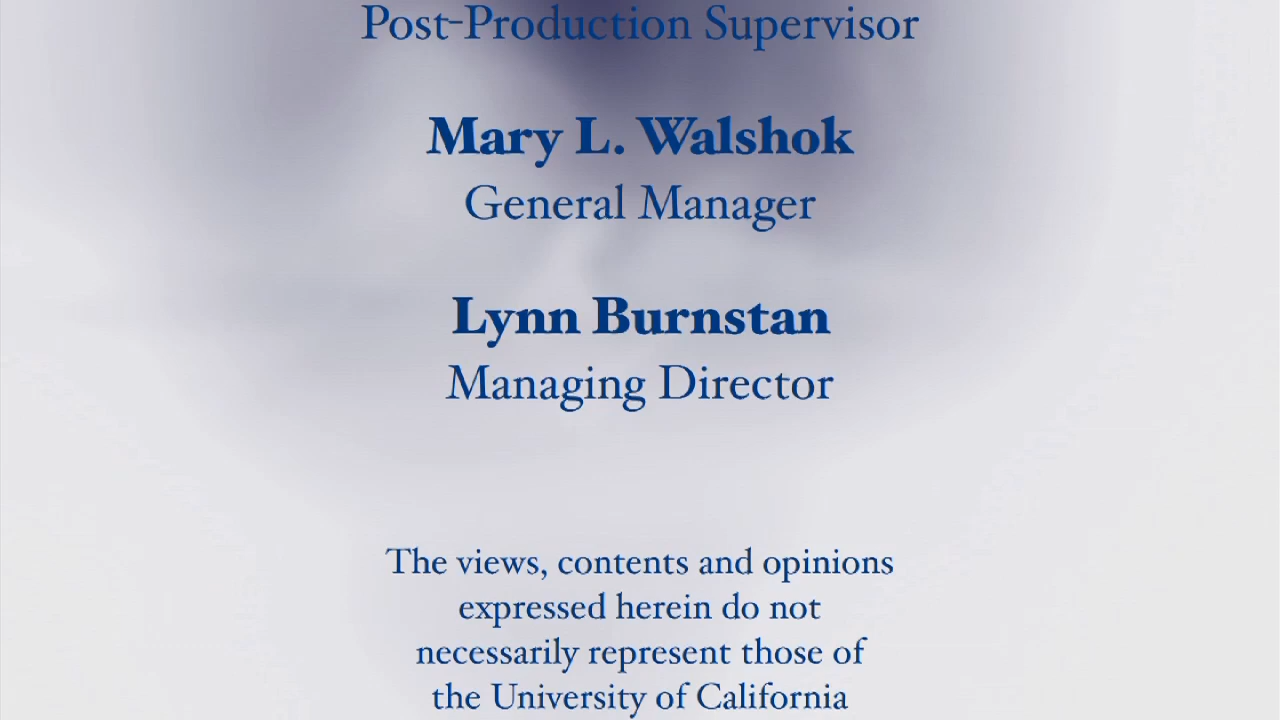 Post-Production Supervisor
Mary L. Walshok
General Manager
Lynn Burnstan
Managing Director
The views, contents and opinions
expressed herein do not
necessarily represent those of
the University of California